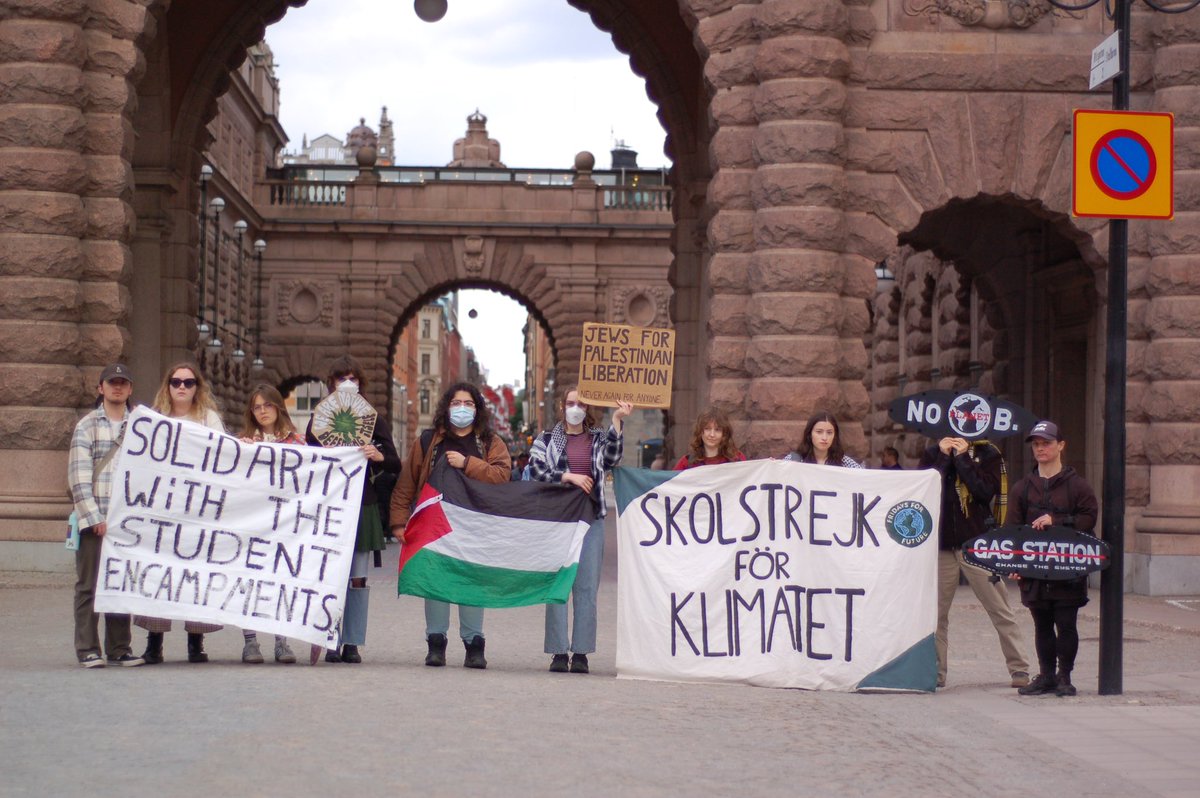 SOLIDARITY
WITH THE
STUDENT
ENCAMPMENTS
JEWS FOR
PALESTINIAN
LIBERATION
NEVER AGAIN FOR ANYONE.
SKOLSTREJK
FÖR
KLIMATET
FRIDAYS FOR
FUTURE
NO PLANET B.
GAS STATION
CHANGE THE SYSTEM